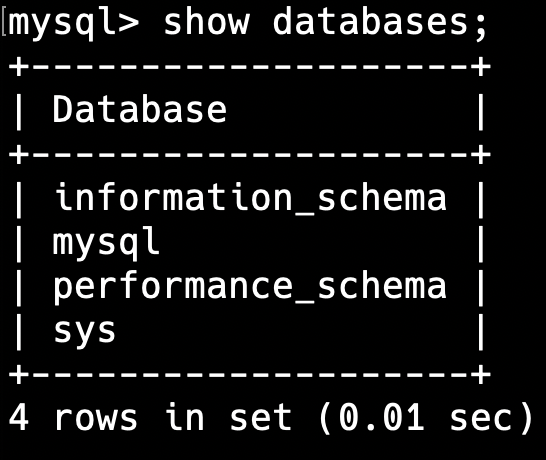 mysql> show databases;
+--------------------+
| Database           |
+--------------------+
| information_schema |
| mysql              |
| performance_schema |
| sys                |
+--------------------+
4 rows in set (0.01 sec)